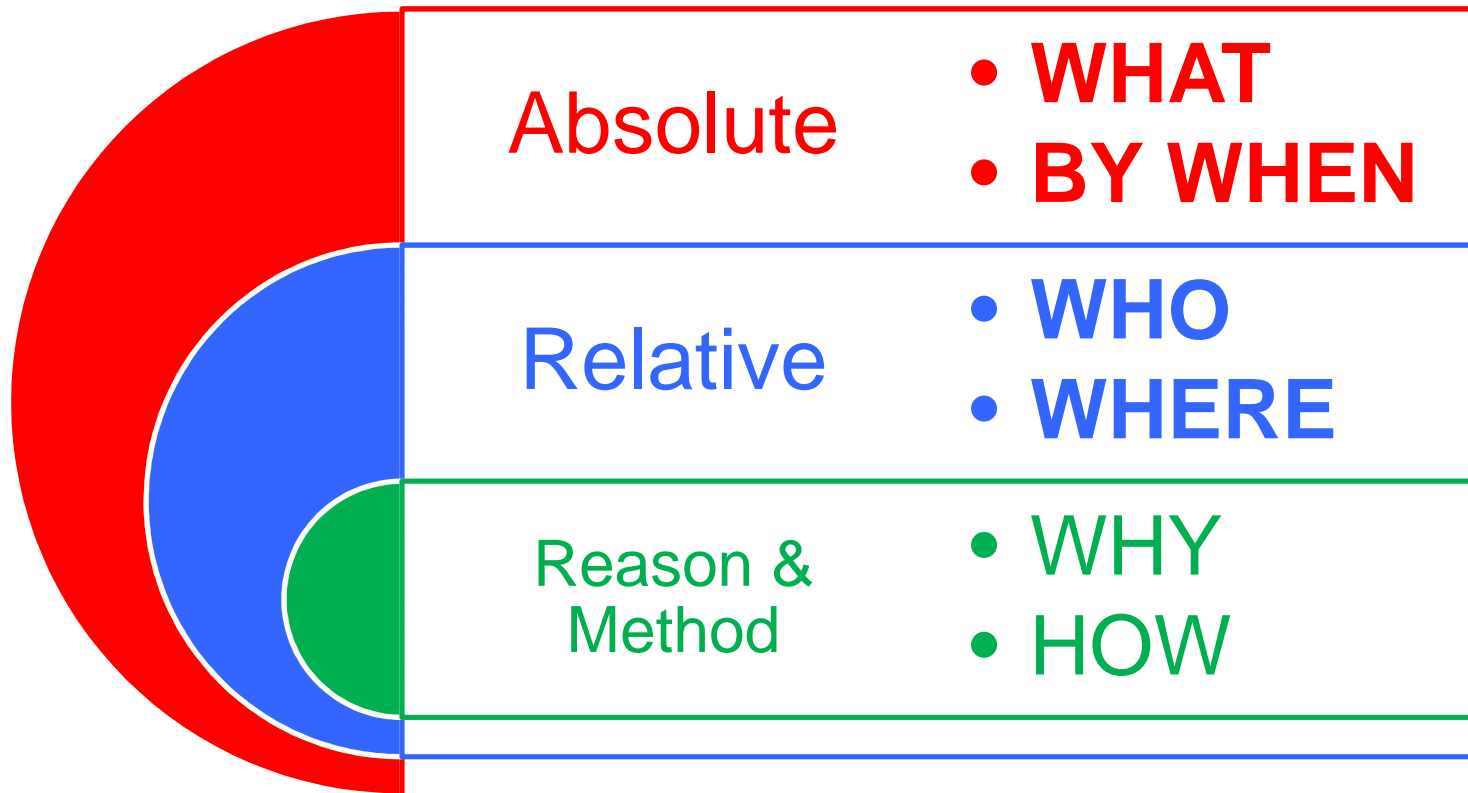 Absolute
• WHAT
• BY WHEN
Relative
• WHO
• WHERE
Reason &
Method
• WHY
• HOW